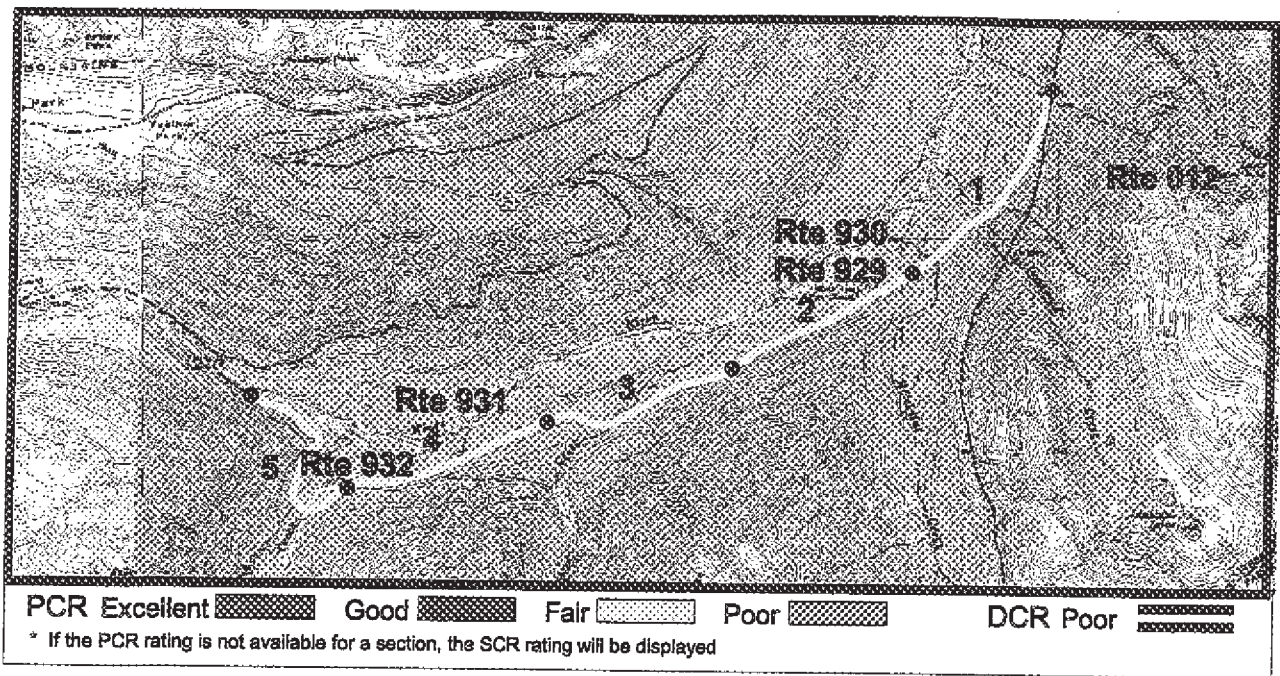 Park
Rte 012
1
Rte 930
Rte 929
2
3
Rte 931
4
5 Rte 932
PCR Excellent Good Fair Poor DCR Poor
* If the PCR rating is not available for a section, the SCR rating will be displayed